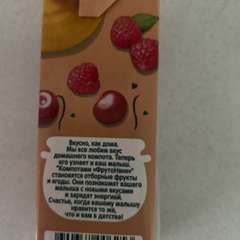 Вкусно, как дома.
Мы все любим вкус
домашнего компота. Теперь
его узнает и ваш малыш.
"Компотами «ФрутоНяня»
становятся отборные фрукты
и ягоды. Они познакомят вашего
малыша с новыми вкусами
и зарядят энергией.
Счастье, когда вашему малышу
нравится то же,
что и вам в детстве!